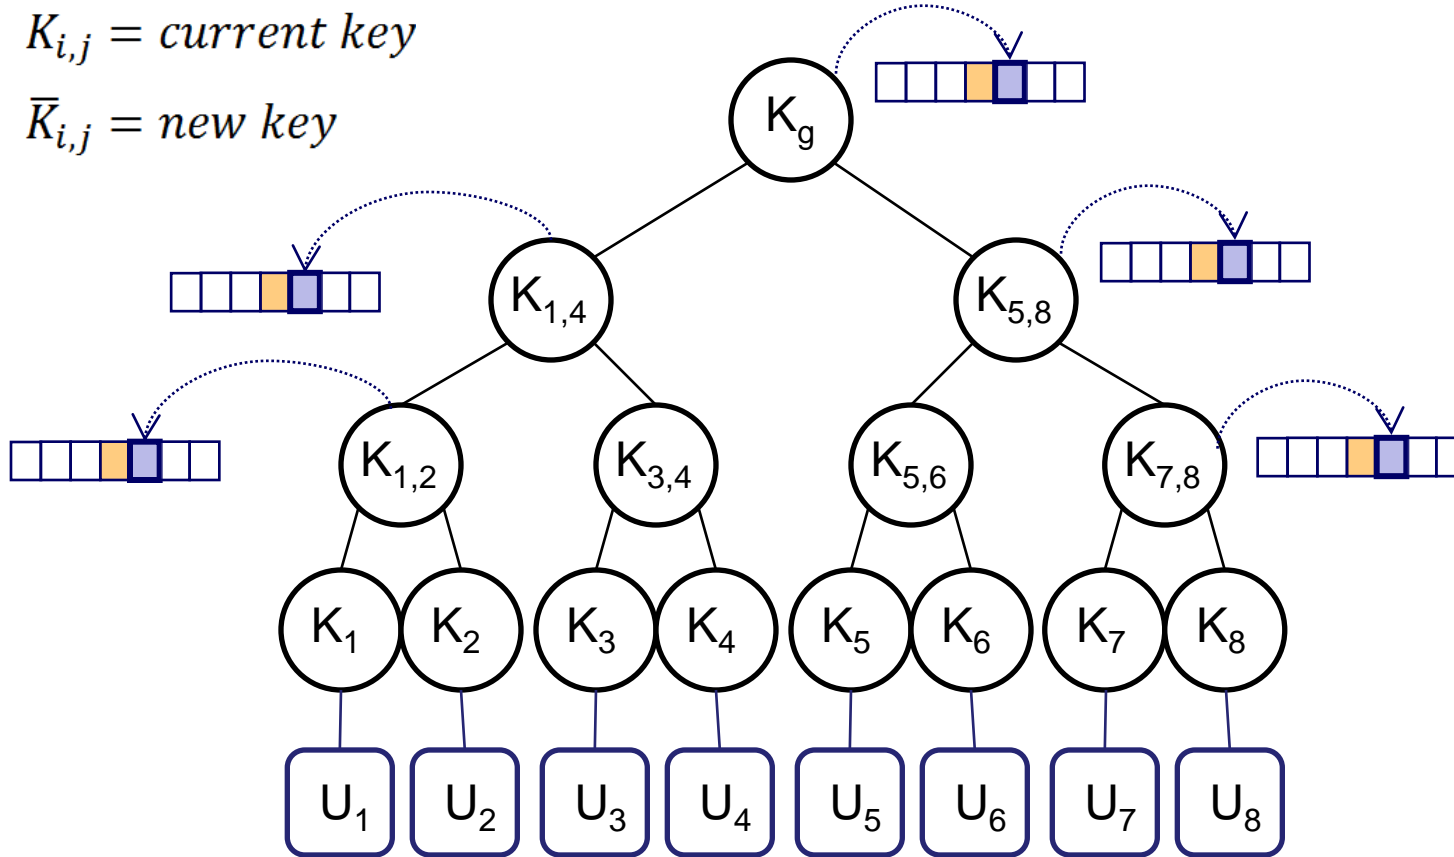 K_{i,j} = current key
K̅_{i,j} = new key
K_g
K_{1,4} K_{5,8}
K_{1,2} K_{3,4} K_{5,6} K_{7,8}
K_1 K_2 K_3 K_4 K_5 K_6 K_7 K_8
U_1 U_2 U_3 U_4 U_5 U_6 U_7 U_8